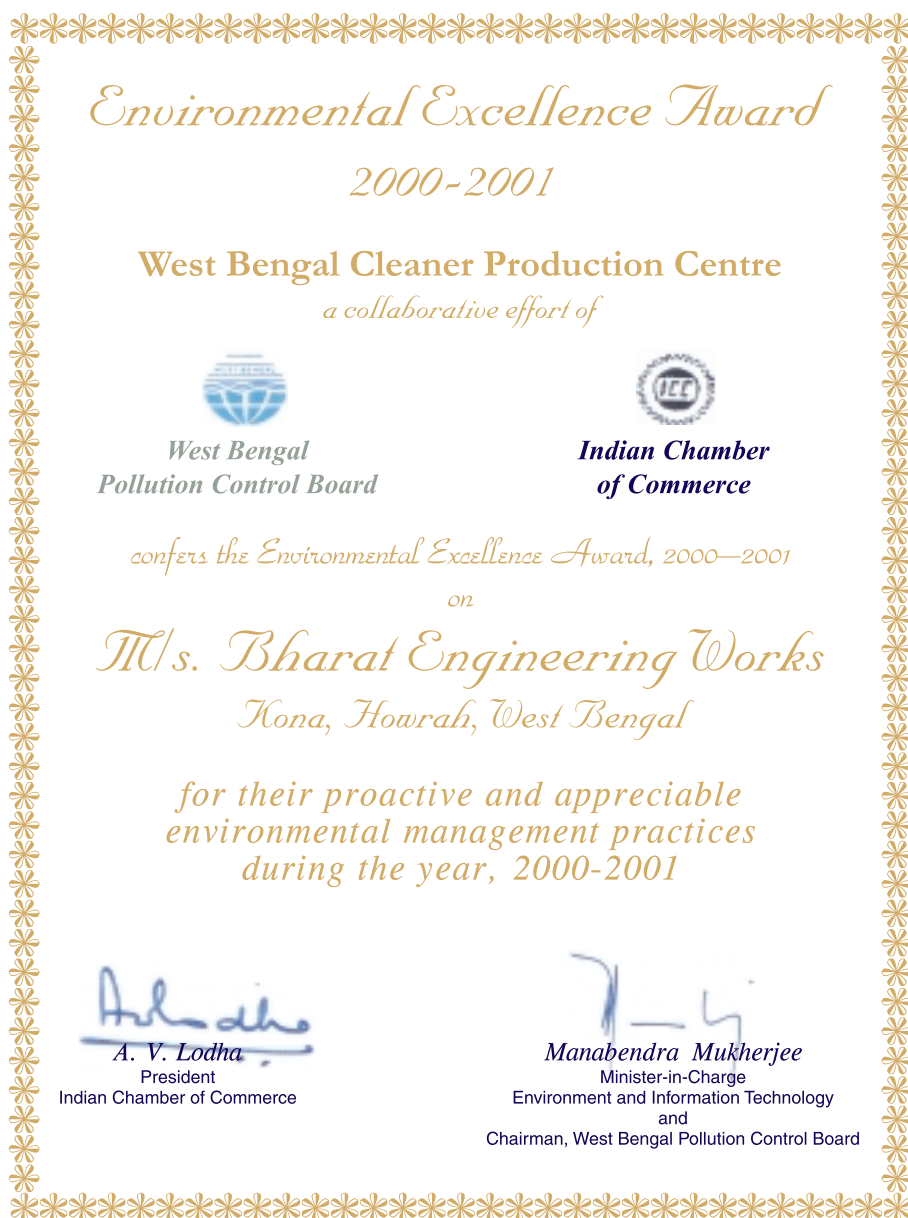 Environmental Excellence Award
2000-2001
West Bengal Cleaner Production Centre
a collaborative effort of
ICC
West Bengal
Pollution Control Board
Indian Chamber
of Commerce
confers the Environmental Excellence Award, 2000—2001
on
M/s. Bharat Engineering Works
Kona, Howrah, West Bengal
for their proactive and appreciable
environmental management practices
during the year, 2000-2001
A. V. Lodha
President
Indian Chamber of Commerce
Manabendra Mukherjee
Minister-in-Charge
Environment and Information Technology
and
Chairman, West Bengal Pollution Control Board